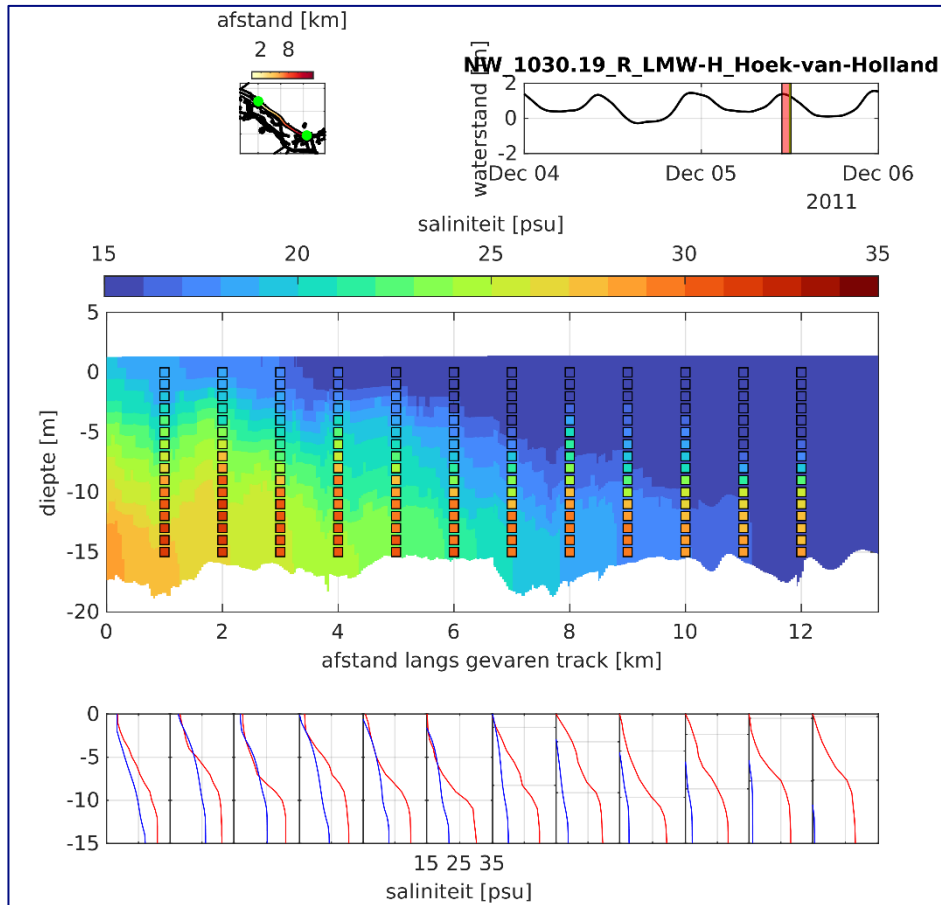 afstand [km]
2 8
NW_1030.19_R_LMW-H_Hoek-van-Holland
waterstand [m]
2
0
-2
Dec 04 Dec 05 Dec 06
2011
saliniteit [psu]
15 20 25 30 35
diepte [m]
5
0
-5
-10
-15
-20
0 2 4 6 8 10 12
afstand langs gevaren track [km]
0
-5
-10
-15
15 25 35
saliniteit [psu]